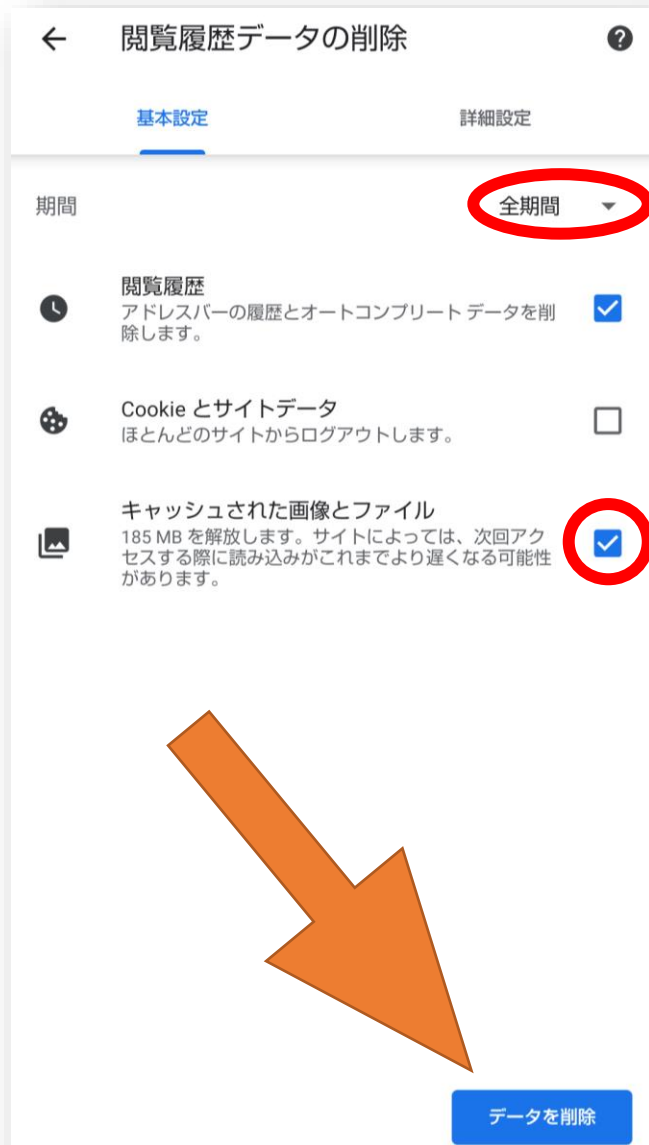 閲覧履歴データの削除
基本設定
詳細設定
期間
全期間
閲覧履歴
アドレスバーの履歴とオートコンプリート データを削
除します。
Cookie とサイトデータ
ほとんどのサイトからログアウトします。
キャッシュされた画像とファイル
185 MB を解放します。サイトによっては、次回アク
セスする際に読み込みがこれまでより遅くなる可能性
があります。
データを削除